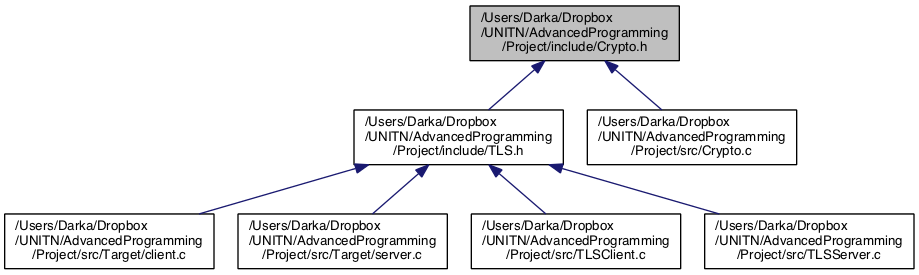 /Users/Darka/Dropbox
/UNITN/AdvancedProgramming
/Project/include/Crypto.h
/Users/Darka/Dropbox
/UNITN/AdvancedProgramming
/Project/include/TLS.h
/Users/Darka/Dropbox
/UNITN/AdvancedProgramming
/Project/src/Crypto.c
/Users/Darka/Dropbox
/UNITN/AdvancedProgramming
/Project/src/Target/client.c
/Users/Darka/Dropbox
/UNITN/AdvancedProgramming
/Project/src/Target/server.c
/Users/Darka/Dropbox
/UNITN/AdvancedProgramming
/Project/src/TLSClient.c
/Users/Darka/Dropbox
/UNITN/AdvancedProgramming
/Project/src/TLSServer.c